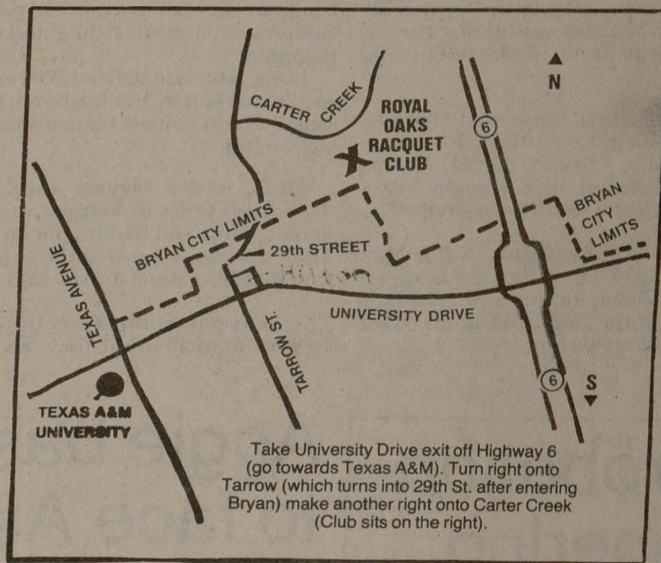 CARTER CREEK
ROYAL
OAKS
RACQUET
CLUB
N
6
BRYAN CITY LIMITS
BRYAN
CITY
LIMITS
29th STREET
Hilton
TEXAS AVENUE
UNIVERSITY DRIVE
TARROW ST.
TEXAS A&M
UNIVERSITY
6
S
Take University Drive exit off Highway 6
(go towards Texas A&M). Turn right onto
Tarrow (which turns into 29th St. after entering
Bryan) make another right onto Carter Creek
(Club sits on the right).